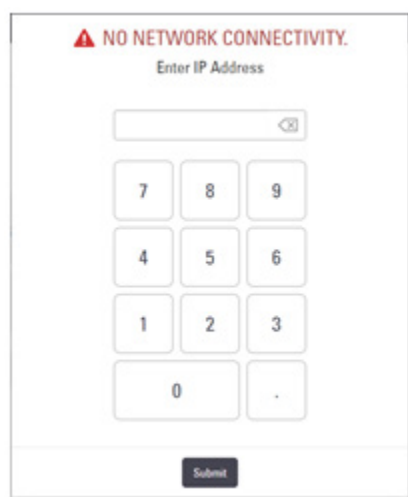 NO NETWORK CONNECTIVITY.
Enter IP Address
7 8 9
4 5 6
1 2 3
0 .
Submit